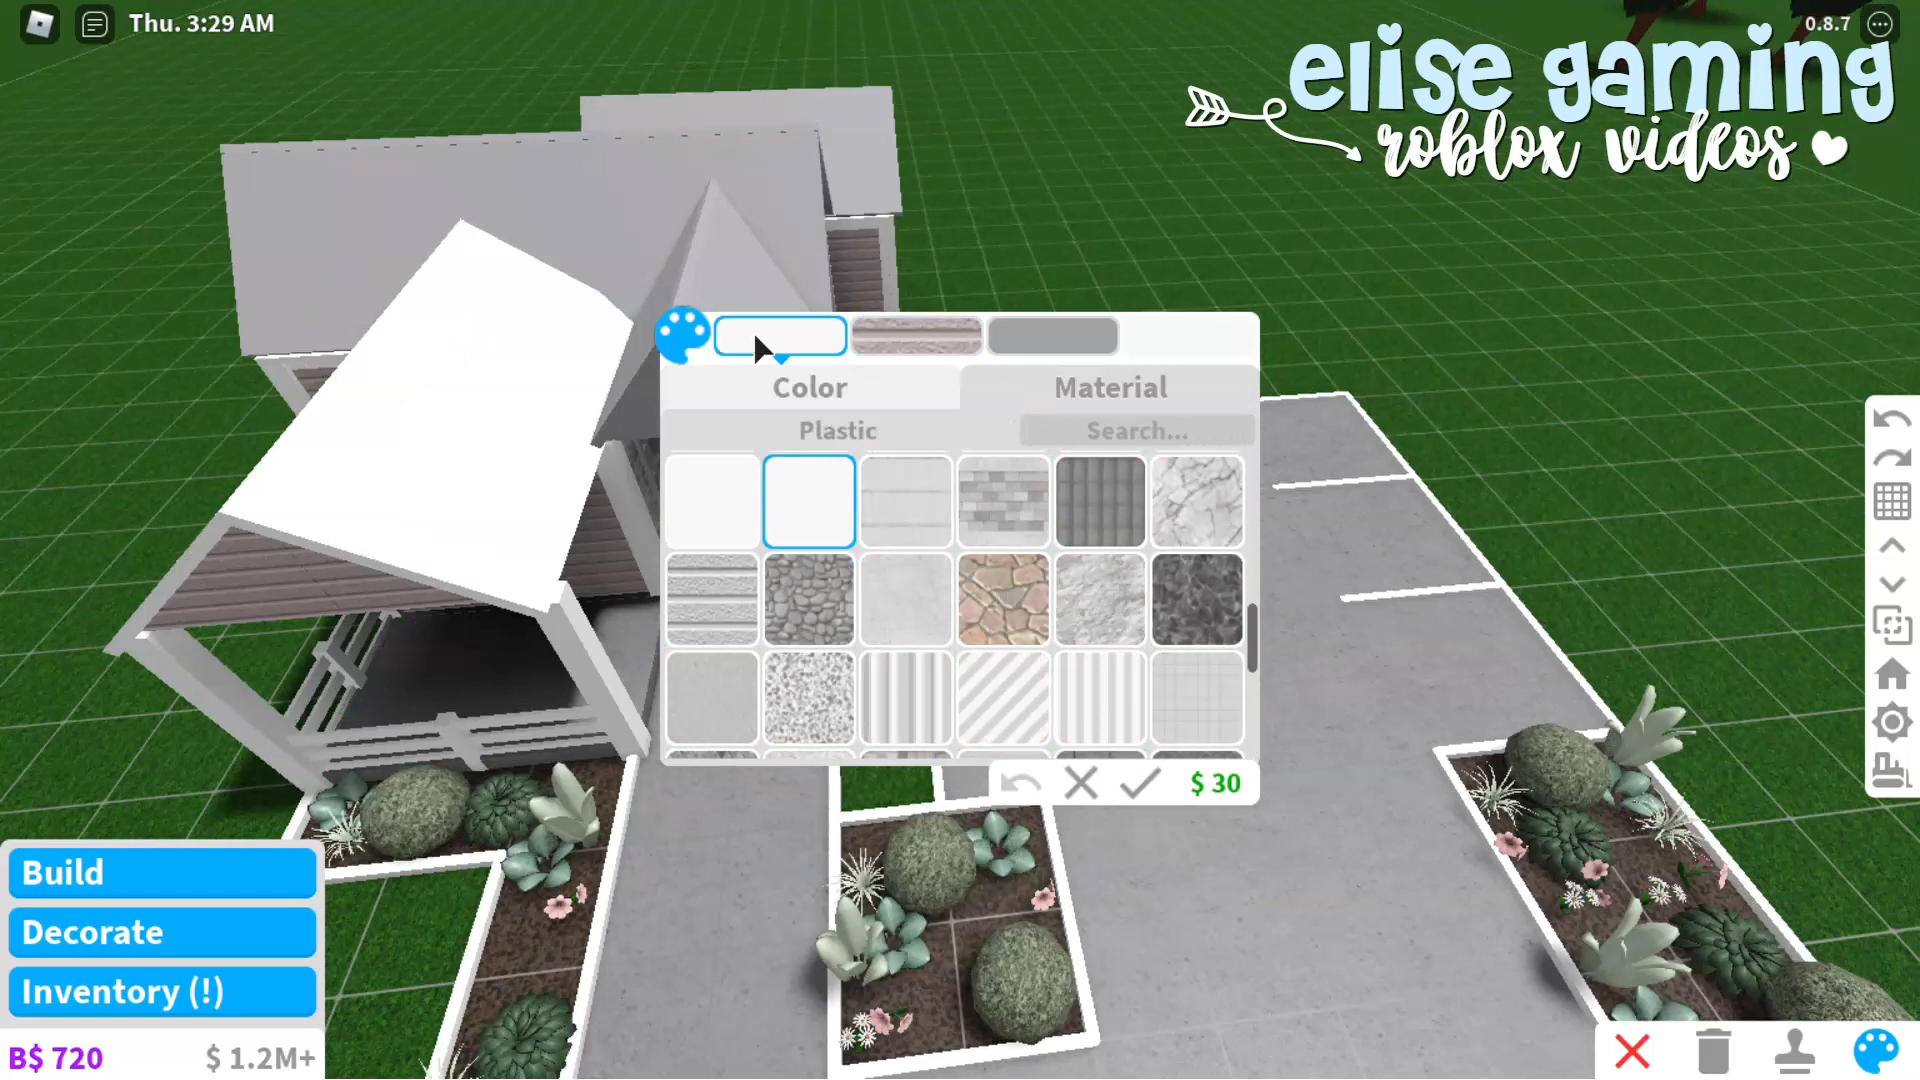 Thu. 3:29 AM
0.8.7
elise gaming
roblox videos
Color
Material
Plastic
Search...
$ 30
Build
Decorate
Inventory (!)
B$ 720
$ 1.2M+